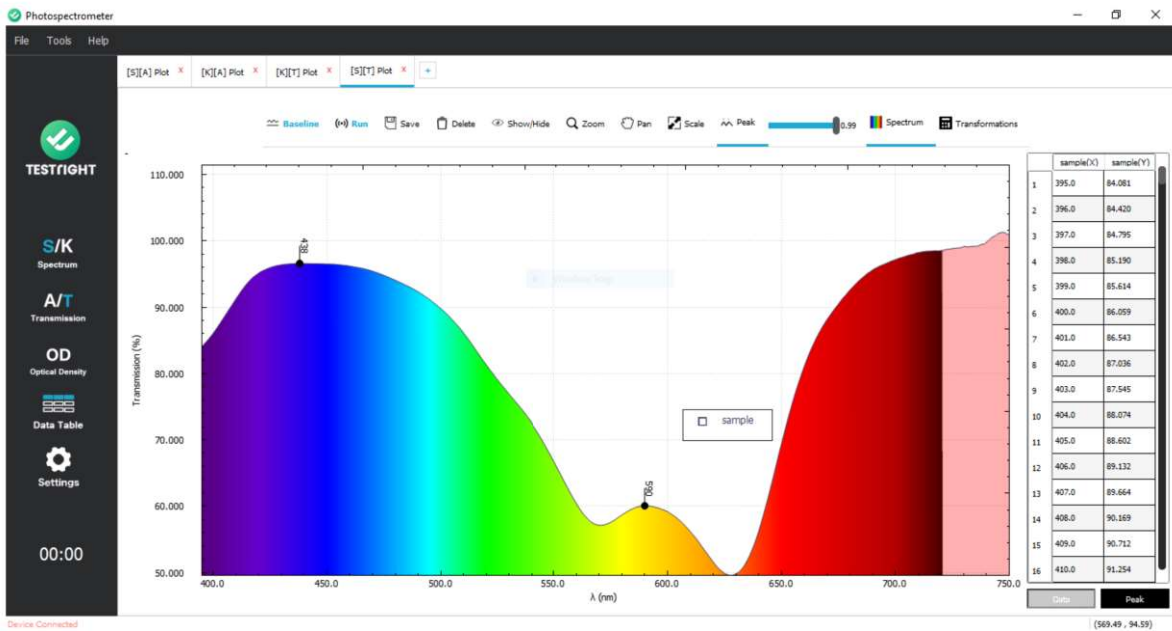 Photospectrometer
File Tools Help
[S][A] Plot x [K][A] Plot x [K][T] Plot x [S][T] Plot x +
Baseline Run Save Delete Show/Hide Zoom Pan Scale Peak 0.99 Spectrum Transformations
TESTRIGHT
S/K
Spectrum
A/T
Transmission
OD
Optical Density
Data Table
Settings
00:00
Transmission (%)
110.000
100.000
90.000
80.000
70.000
60.000
50.000
438
590
sample
400.0 450.0 500.0 550.0 600.0 650.0 700.0 750.0
λ (nm)
sample(X) sample(Y)
1 395.0 84.081
2 396.0 84.420
3 397.0 84.795
4 398.0 85.190
5 399.0 85.614
6 400.0 86.059
7 401.0 86.543
8 402.0 87.036
9 403.0 87.545
10 404.0 88.074
11 405.0 88.602
12 406.0 89.132
13 407.0 89.664
14 408.0 90.169
15 409.0 90.712
16 410.0 91.254
Data Peak
Device Connected
(569.49 , 94.59)